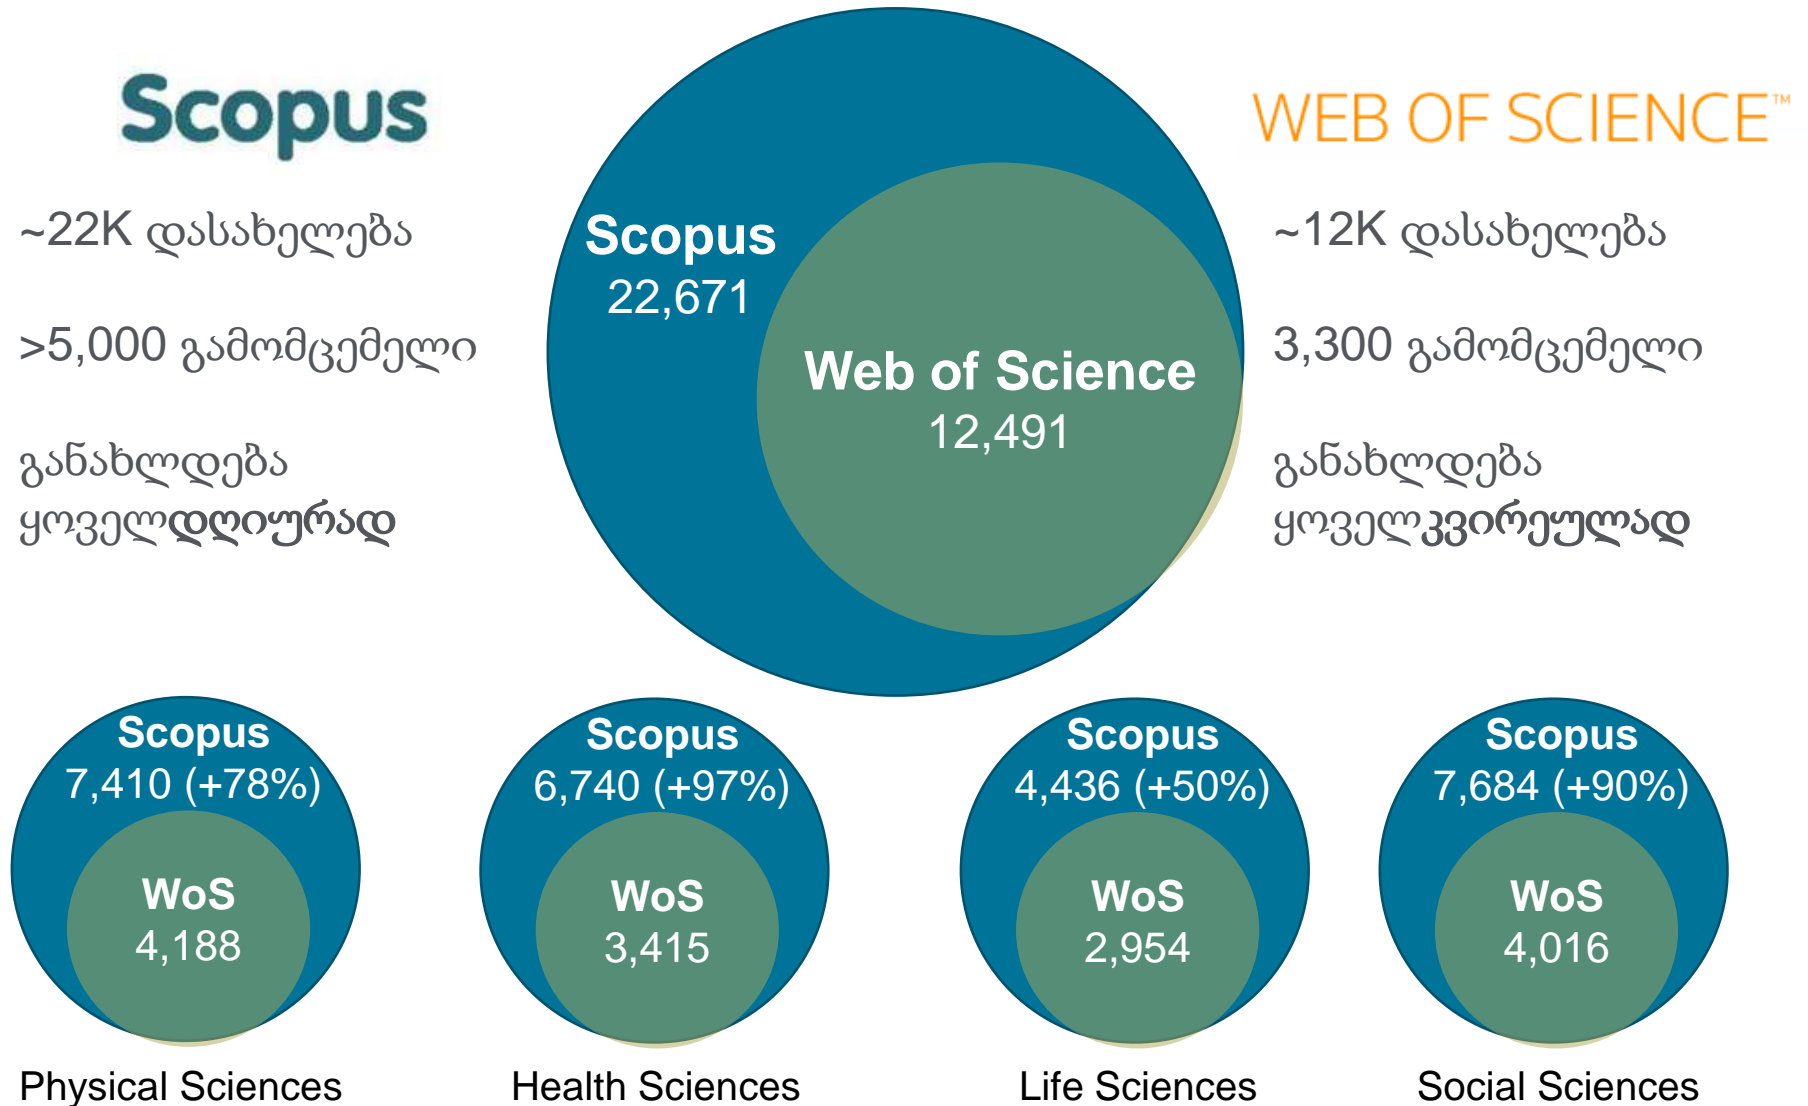 Scopus
~22K დასახელება
>5,000 გამომცემელი
განახლდება
ყოველდღიურად
Scopus
22,671
Web of Science
12,491
WEB OF SCIENCE™
~12K დასახელება
3,300 გამომცემელი
განახლდება
ყოველკვირეულად
Scopus
7,410 (+78%)
WoS
4,188
Physical Sciences
Scopus
6,740 (+97%)
WoS
3,415
Health Sciences
Scopus
4,436 (+50%)
WoS
2,954
Life Sciences
Scopus
7,684 (+90%)
WoS
4,016
Social Sciences